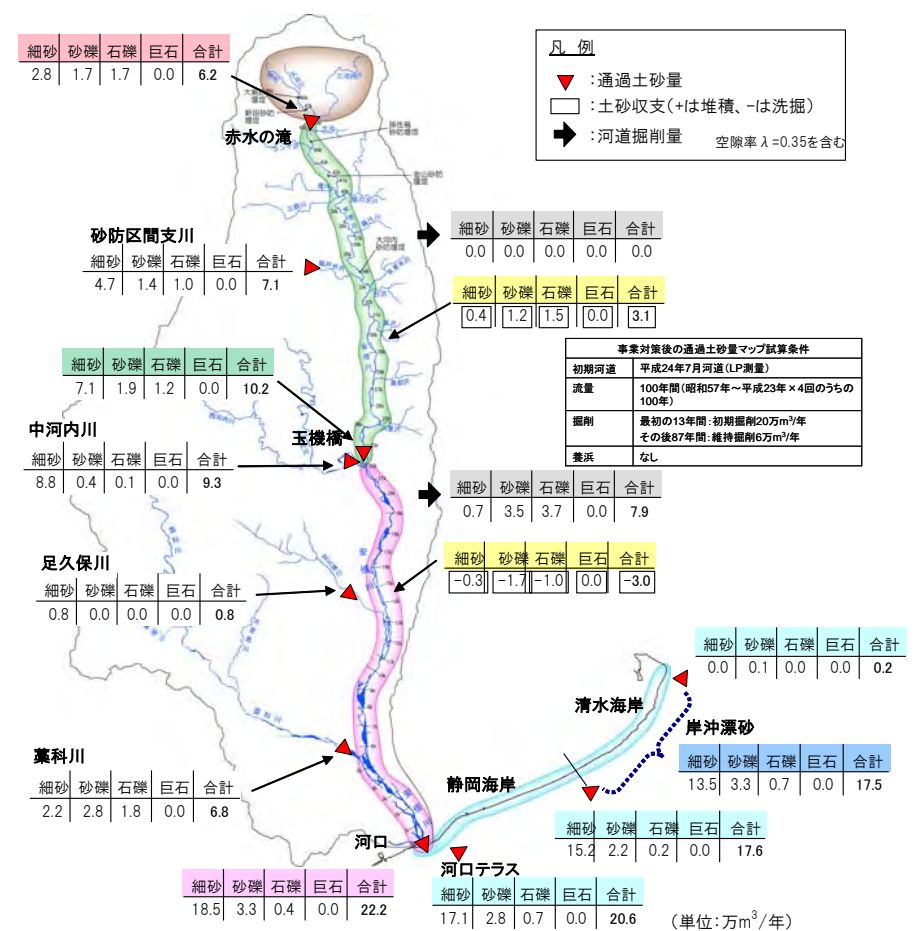 細砂 砂礫 石礫 巨石 合計
2.8 1.7 1.7 0.0 6.2
赤水の滝
凡 例
:通過土砂量
:土砂収支(+は堆積、-は洗掘)
:河道掘削量
空隙率λ=0.35を含む
砂防区間支川
細砂 砂礫 石礫 巨石 合計
4.7 1.4 1.0 0.0 7.1
細砂 砂礫 石礫 巨石 合計
0.0 0.0 0.0 0.0 0.0
細砂 砂礫 石礫 巨石 合計
0.4 1.2 1.5 0.0 3.1
事業対策後の通過土砂量マップ試算条件
初期河道 平成24年7月河道(LP測量)
流量 100年間(昭和57年~平成23年×4回のうちの
100年)
掘削 最初の13年間:初期掘削20万m³/年
その後87年間:維持掘削6万m³/年
養浜 なし
細砂 砂礫 石礫 巨石 合計
7.1 1.9 1.2 0.0 10.2
玉機橋
中河内川
細砂 砂礫 石礫 巨石 合計
8.8 0.4 0.1 0.0 9.3
細砂 砂礫 石礫 巨石 合計
0.7 3.5 3.7 0.0 7.9
細砂 砂礫 石礫 巨石 合計
-0.3 -1.7 -1.0 0.0 -3.0
足久保川
細砂 砂礫 石礫 巨石 合計
0.8 0.0 0.0 0.0 0.8
細砂 砂礫 石礫 巨石 合計
0.0 0.1 0.0 0.0 0.2
清水海岸
岸沖漂砂
細砂 砂礫 石礫 巨石 合計
13.5 3.3 0.7 0.0 17.5
藁科川
細砂 砂礫 石礫 巨石 合計
2.2 2.8 1.8 0.0 6.8
藁科川
静岡海岸
細砂 砂礫 石礫 巨石 合計
15.2 2.2 0.2 0.0 17.6
河口
河口テラス
細砂 砂礫 石礫 巨石 合計
18.5 3.3 0.4 0.0 22.2
細砂 砂礫 石礫 巨石 合計
17.1 2.8 0.7 0.0 20.6
(単位:万m³/年)